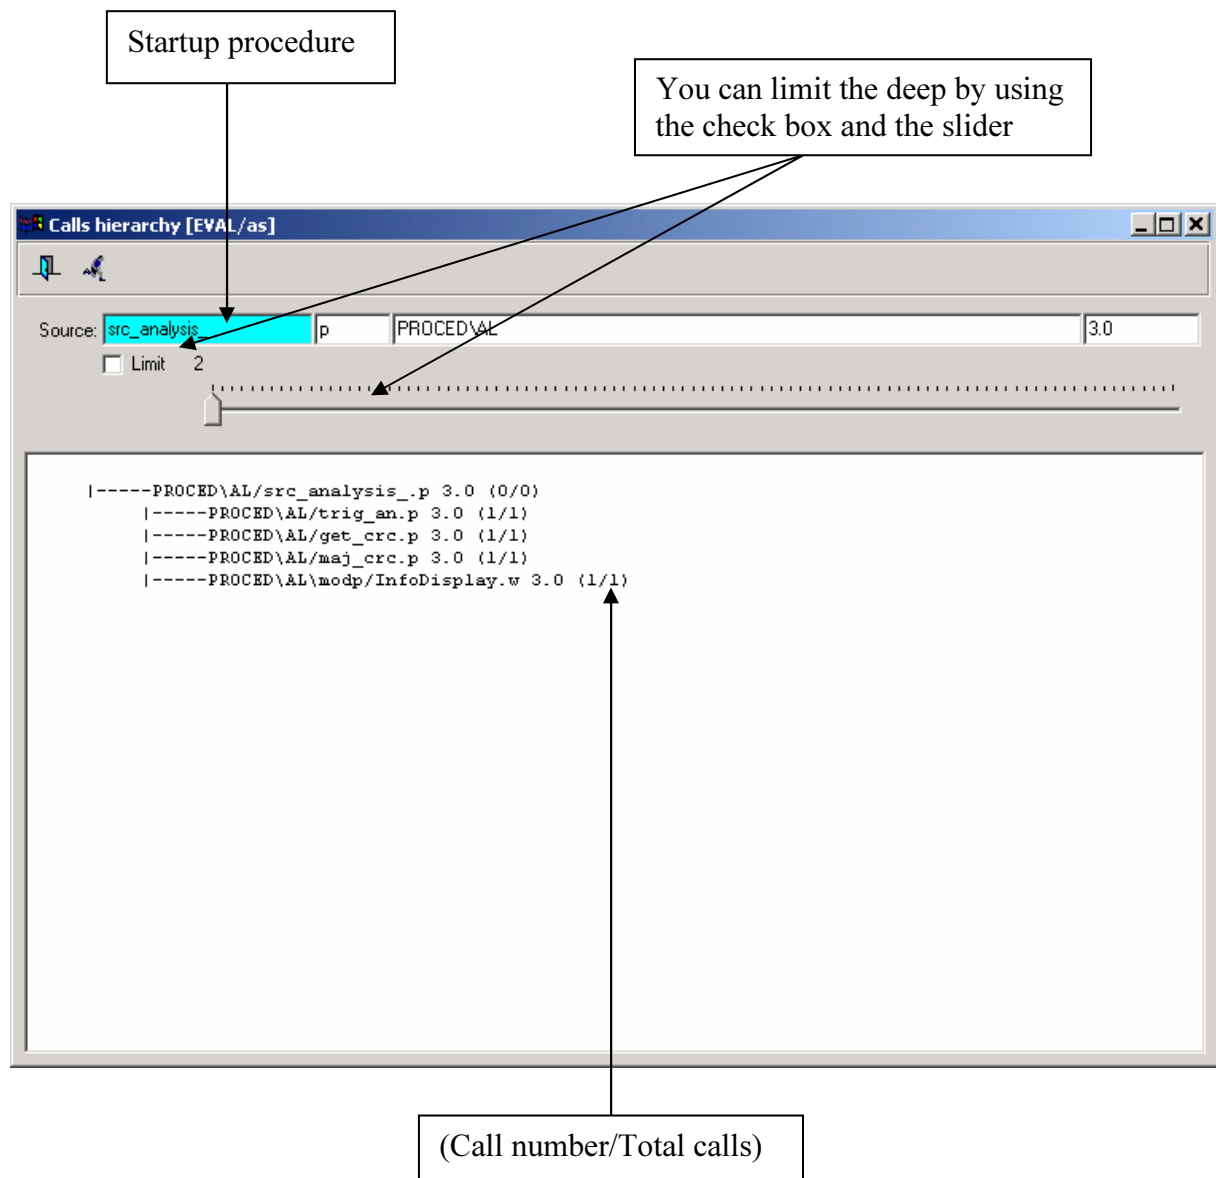 Startup procedure
You can limit the deep by using
the check box and the slider
Calls hierarchy [EVAL/as]
Source: src_analysis_ p PROCED\AL 3.0
Limit 2
|-----PROCED\AL/src_analysis_.p 3.0 (0/0)
|-----PROCED\AL/trig_an.p 3.0 (1/1)
|-----PROCED\AL/get_crc.p 3.0 (1/1)
|-----PROCED\AL/maj_crc.p 3.0 (1/1)
|-----PROCED\AL\modp/InfoDisplay.w 3.0 (1/1)
(Call number/Total calls)